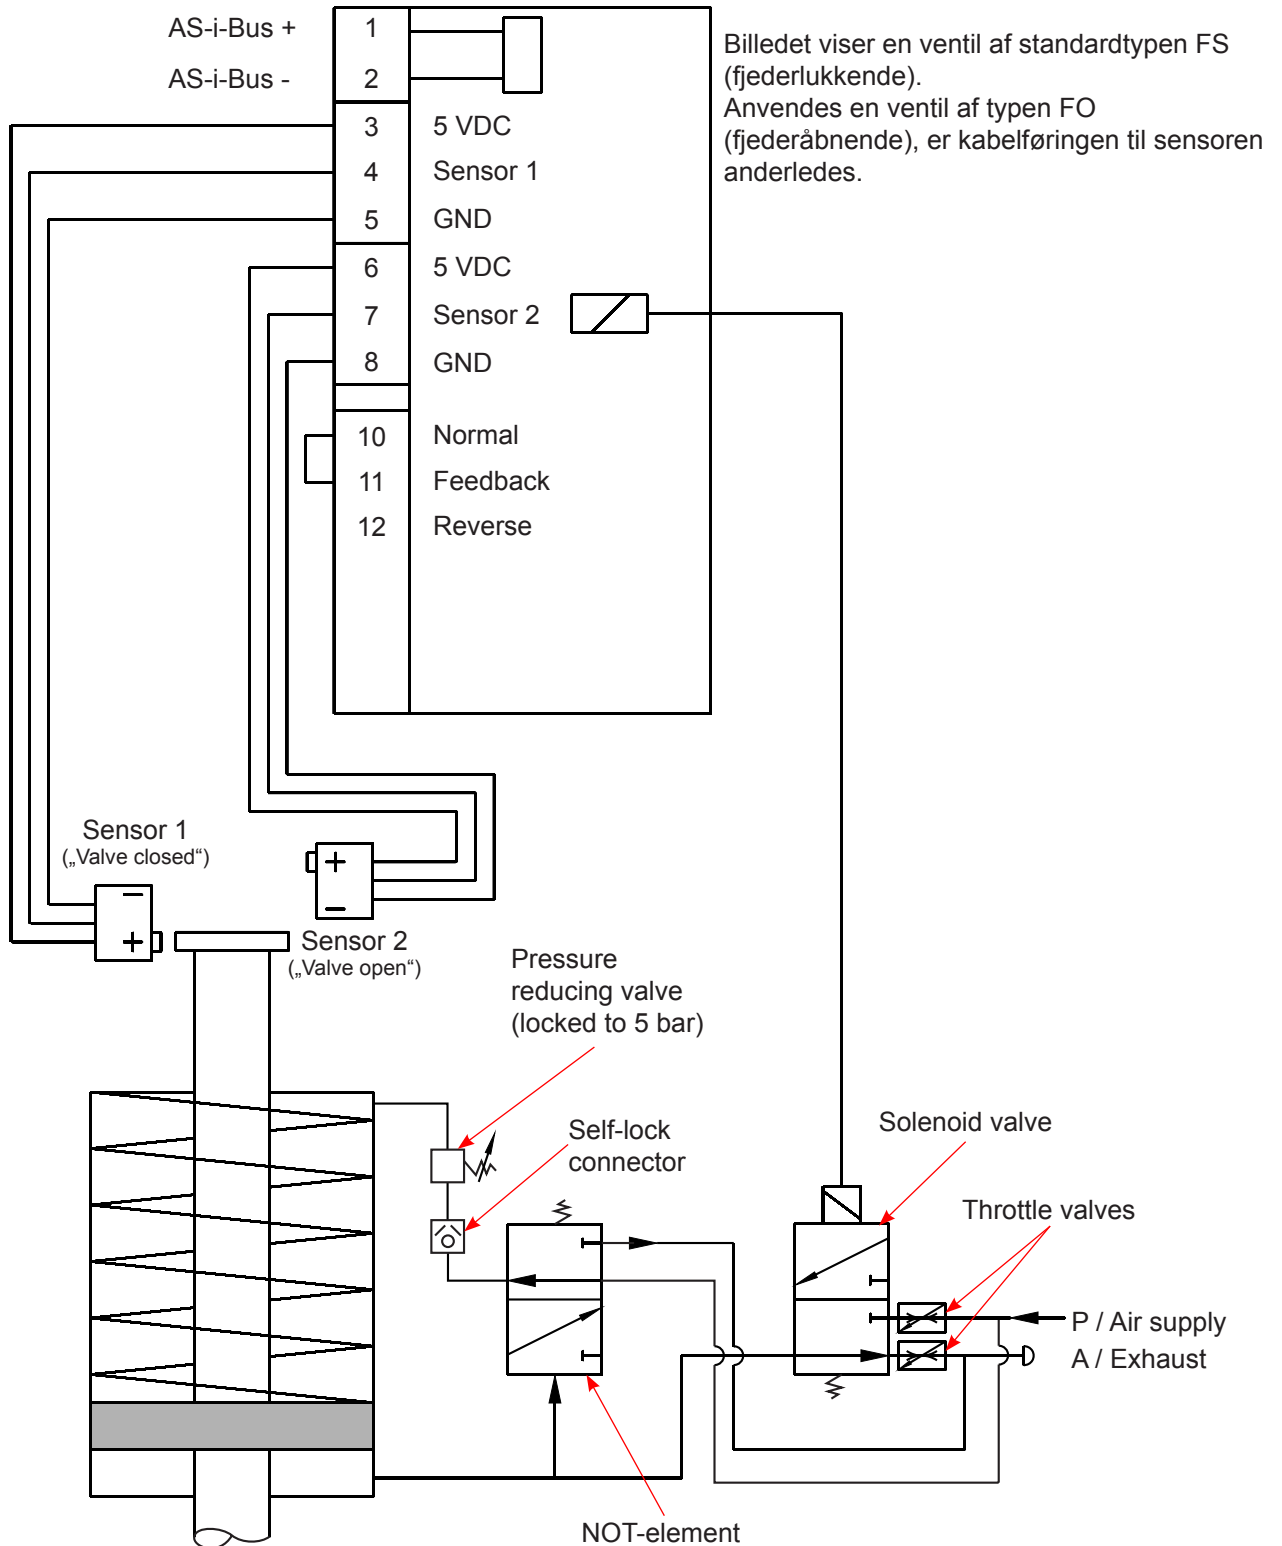 AS-i-Bus +
AS-i-Bus -
1
2
3 5 VDC
4 Sensor 1
5 GND
6 5 VDC
7 Sensor 2
8 GND
10 Normal
11 Feedback
12 Reverse
Billedet viser en ventil af standardtypen FS
(fjederlukkende).
Anvendes en ventil af typen FO
(fjederåbnende), er kabelføringen til sensoren
anderledes.
Sensor 1
(„Valve closed“)
− +
+ −
Sensor 2
(„Valve open“)
Pressure
reducing valve
(locked to 5 bar)
Self-lock
connector
Solenoid valve
Throttle valves
P / Air supply
A / Exhaust
NOT-element